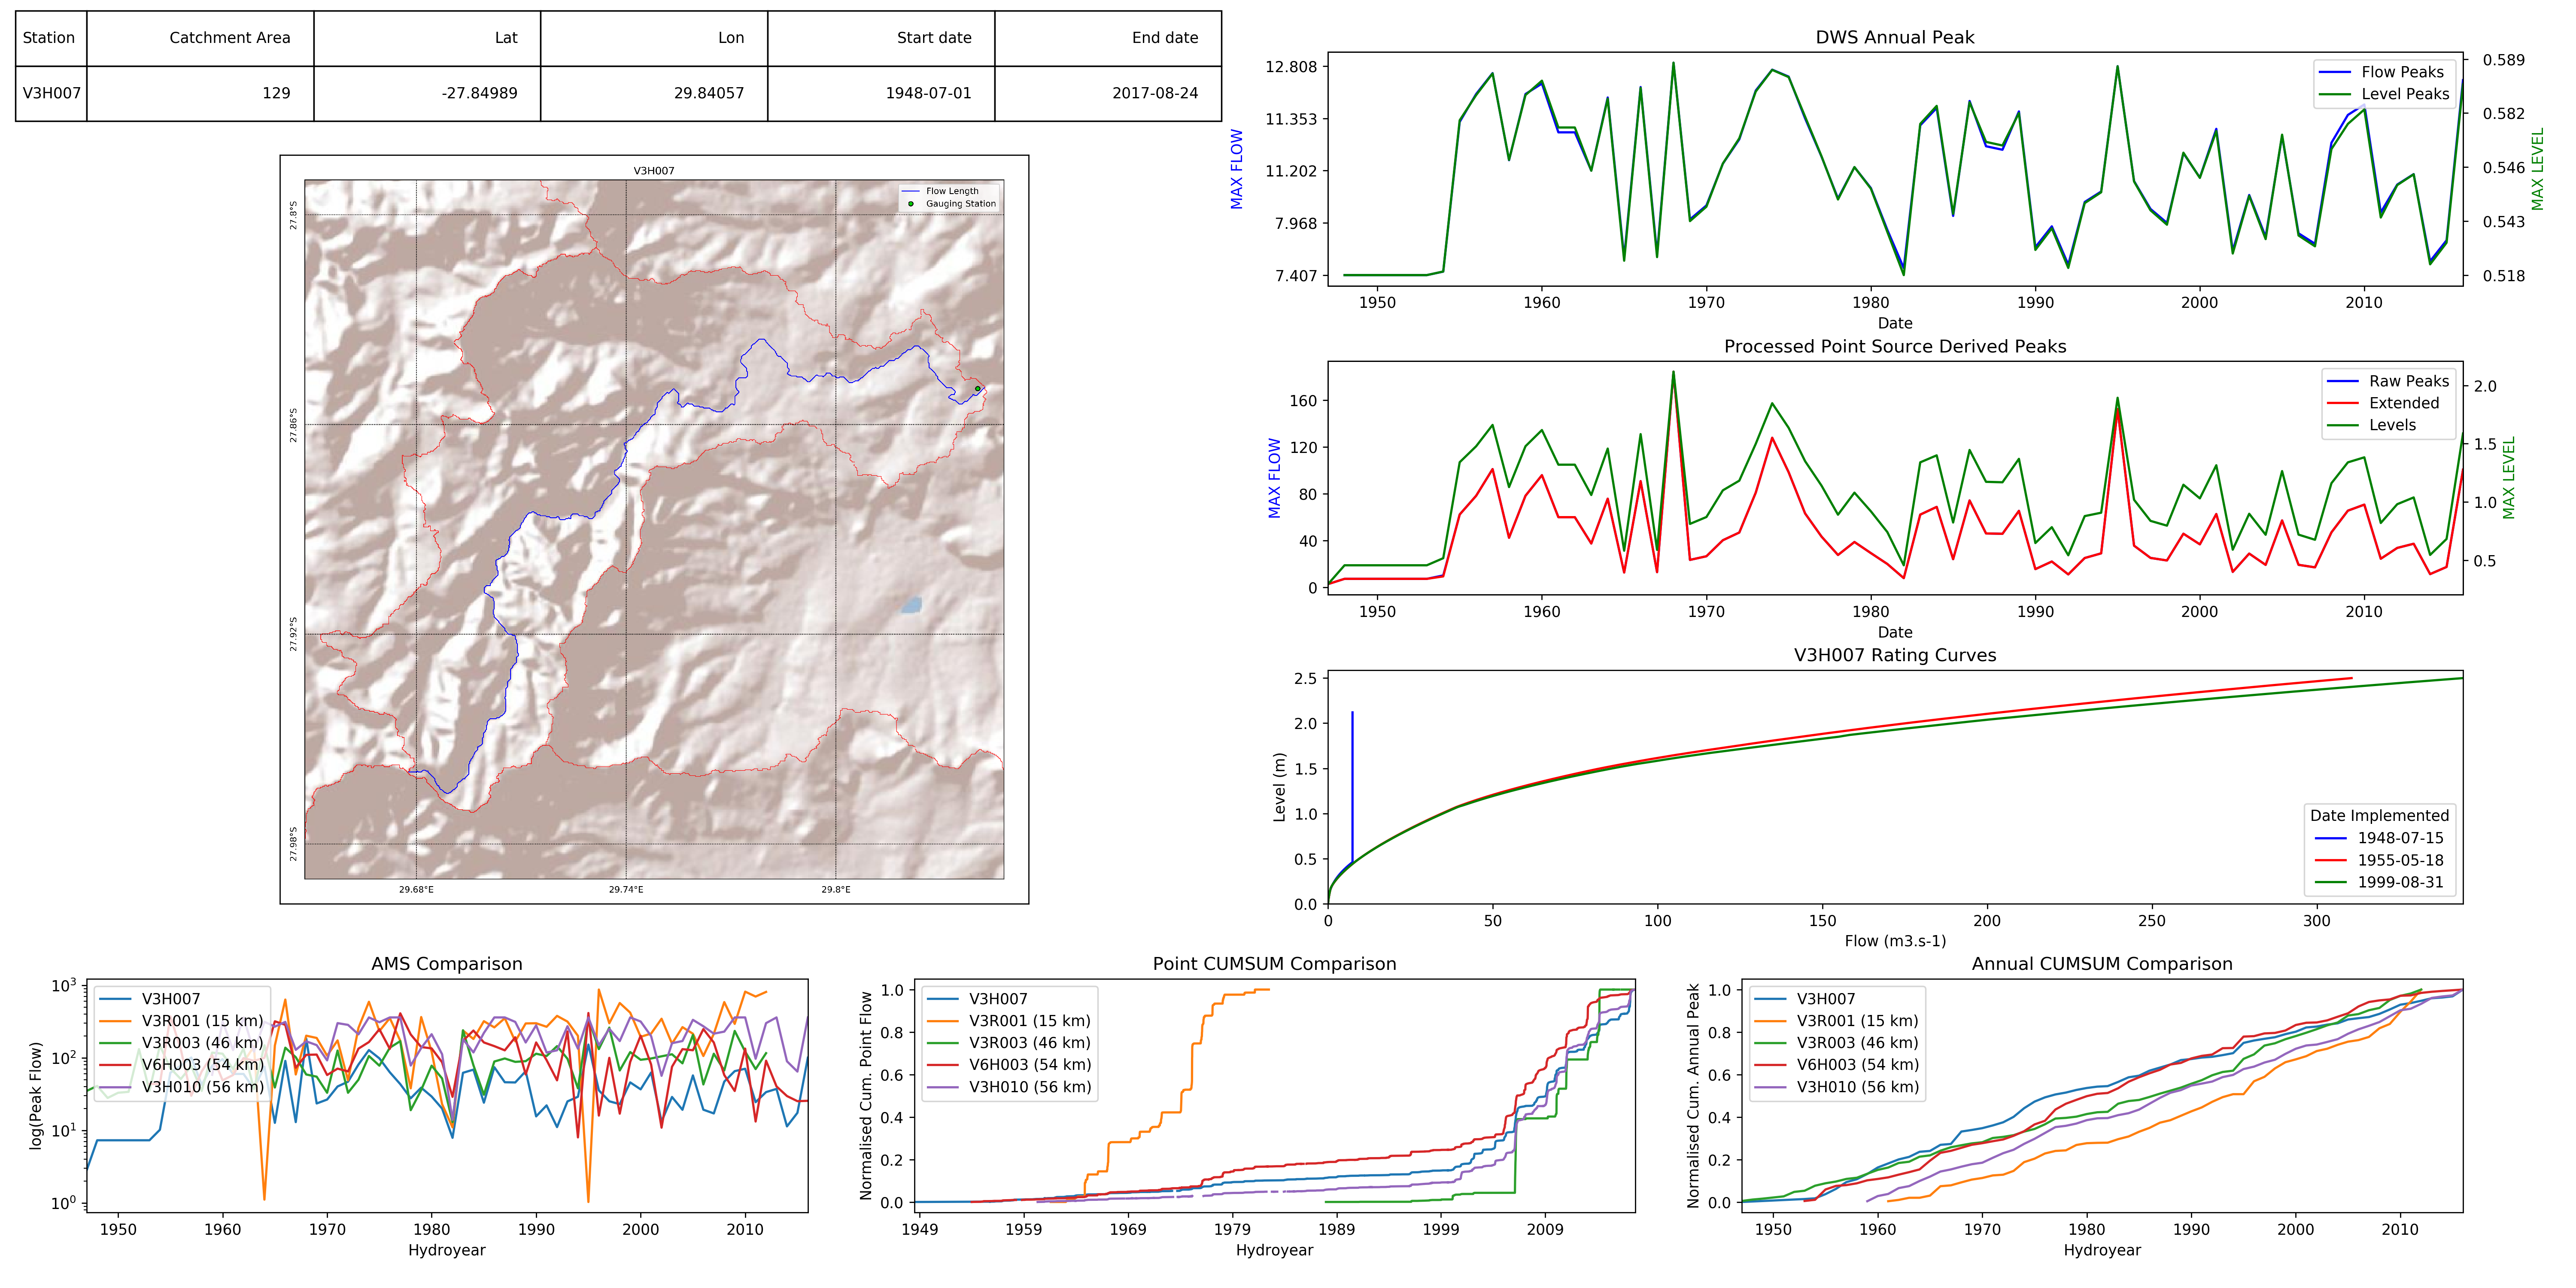 Station Catchment Area Lat Lon Start date End date
V3H007 129 -27.84989 29.84057 1948-07-01 2017-08-24
V3H007
Flow Length
Gauging Station
27.8°S
27.86°S
27.92°S
27.98°S
29.68°E 29.74°E 29.8°E
DWS Annual Peak
MAX FLOW
12.808
11.353
11.202
7.968
7.407
Flow Peaks
Level Peaks
0.589
0.582
0.546
0.543
0.518
MAX LEVEL
1950 1960 1970 1980 1990 2000 2010
Date
Processed Point Source Derived Peaks
MAX FLOW
160
120
80
40
0
Raw Peaks
Extended
Levels
2.0
1.5
1.0
0.5
MAX LEVEL
1950 1960 1970 1980 1990 2000 2010
Date
V3H007 Rating Curves
Level (m)
2.5
2.0
1.5
1.0
0.5
0.0
Date Implemented
1948-07-15
1955-05-18
1999-08-31
0 50 100 150 200 250 300
Flow (m3.s-1)
AMS Comparison
log(Peak Flow)
10³
10²
10¹
10⁰
V3H007
V3R001 (15 km)
V3R003 (46 km)
V6H003 (54 km)
V3H010 (56 km)
1950 1960 1970 1980 1990 2000 2010
Hydroyear
Point CUMSUM Comparison
Normalised Cum. Point Flow
1.0
0.8
0.6
0.4
0.2
0.0
V3H007
V3R001 (15 km)
V3R003 (46 km)
V6H003 (54 km)
V3H010 (56 km)
1949 1959 1969 1979 1989 1999 2009
Hydroyear
Annual CUMSUM Comparison
Normalised Cum. Annual Peak
1.0
0.8
0.6
0.4
0.2
0.0
V3H007
V3R001 (15 km)
V3R003 (46 km)
V6H003 (54 km)
V3H010 (56 km)
1950 1960 1970 1980 1990 2000 2010
Hydroyear